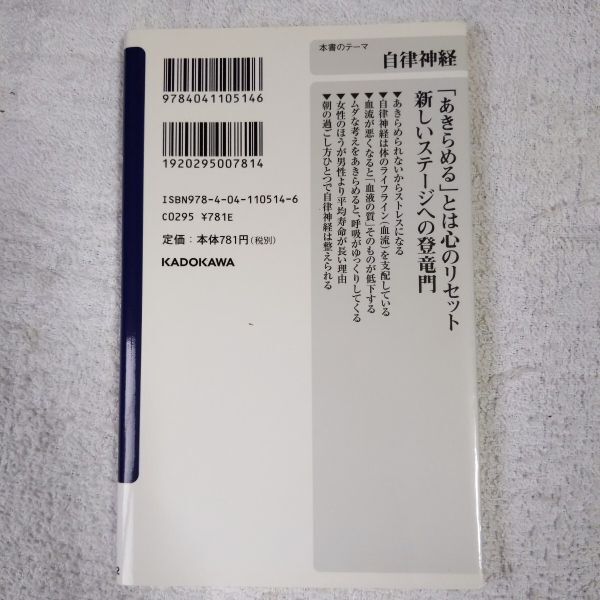 本書のテーマ
自律神経
「あきらめる」とは心のリセット
新しいステージへの登竜門
▼あきらめられないからストレスになる
▼自律神経は体のライフライン(血流)を支配している
▼血流が悪くなると「血液の質」そのものが低下する
▼ムダな考えをあきらめると、呼吸がゆっくりしてくる
▼女性のほうが男性より平均寿命が長い理由
▼朝の過ごし方ひとつで自律神経は整えられる
9784041105146
1920295007814
ISBN978-4-04-110514-6
C0295 ¥781E
定価:本体781円(税別)
KADOKAWA
2